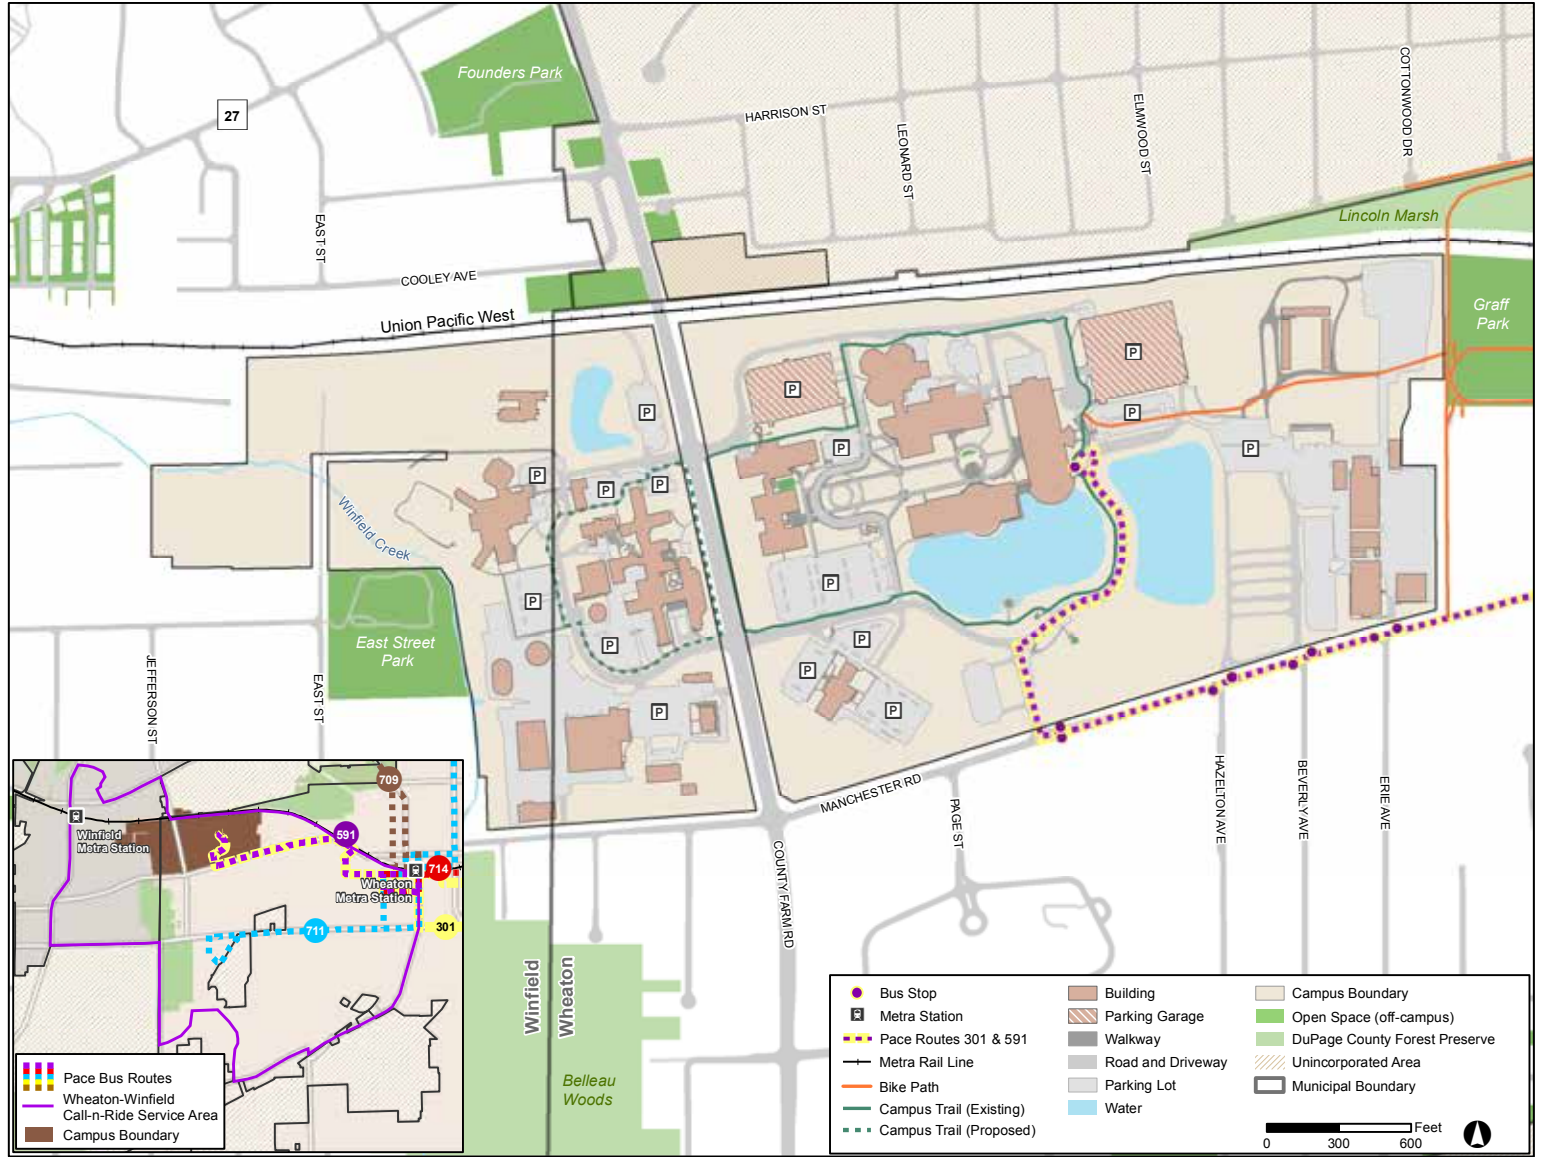 Founders Park
27
HARRISON ST
LEONARD ST
ELMWOOD ST
COTTONWOOD DR
Lincoln Marsh
EAST ST
COOLEY AVE
Union Pacific West
Graff
Park
P
P
P
P
P
P
P
P
P
P
Winfield Creek
P
P
P
East Street
Park
P
P
P
P
JEFFERSON ST
EAST ST
P
MANCHESTER RD
PAGE ST
HAZELTON AVE
BEVERLY AVE
ERIE AVE
COUNTY FARM RD
Winfield
Wheaton
Belleau
Woods
709
Winfield
Metra Station
591
714
Wheaton
Metra Station
711
301
Pace Bus Routes
Wheaton-Winfield
Call-n-Ride Service Area
Campus Boundary
Bus Stop
Metra Station
Pace Routes 301 & 591
Metra Rail Line
Bike Path
Campus Trail (Existing)
Campus Trail (Proposed)
Building
Parking Garage
Walkway
Road and Driveway
Parking Lot
Water
Campus Boundary
Open Space (off-campus)
DuPage County Forest Preserve
Unincorporated Area
Municipal Boundary
Feet
0 300 600